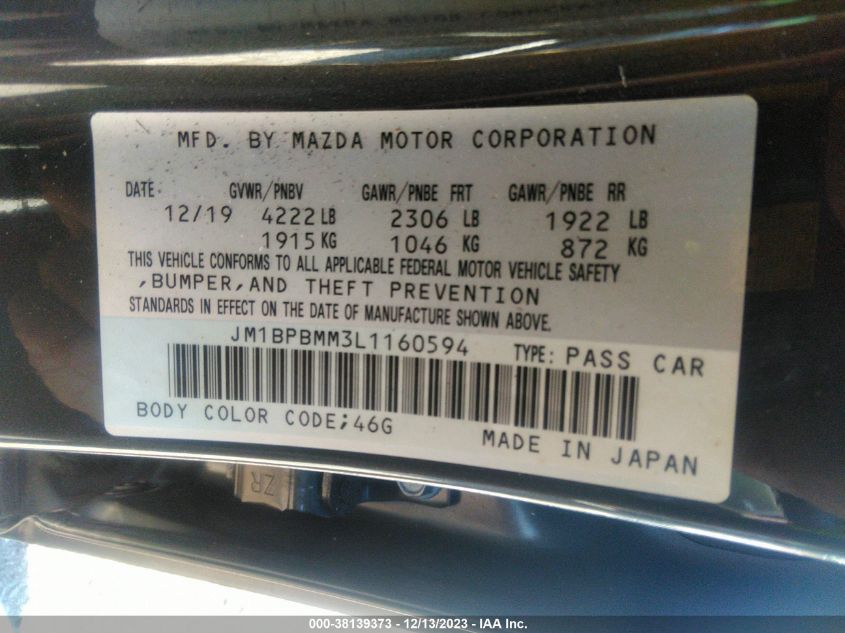 MFD. BY MAZDA MOTOR CORPORATION
DATE GVWR/PNBV GAWR/PNBE FRT GAWR/PNBE RR
12/19 4222 LB 2306 LB 1922 LB
1915 KG 1046 KG 872 KG
THIS VEHICLE CONFORMS TO ALL APPLICABLE FEDERAL MOTOR VEHICLE SAFETY
,BUMPER,AND THEFT PREVENTION
STANDARDS IN EFFECT ON THE DATE OF MANUFACTURE SHOWN ABOVE.
JM1BPBMM3L1160594 TYPE: PASS CAR
BODY COLOR CODE;46G
MADE IN JAPAN
ZR
000-38139373 - 12/13/2023 - IAA Inc.